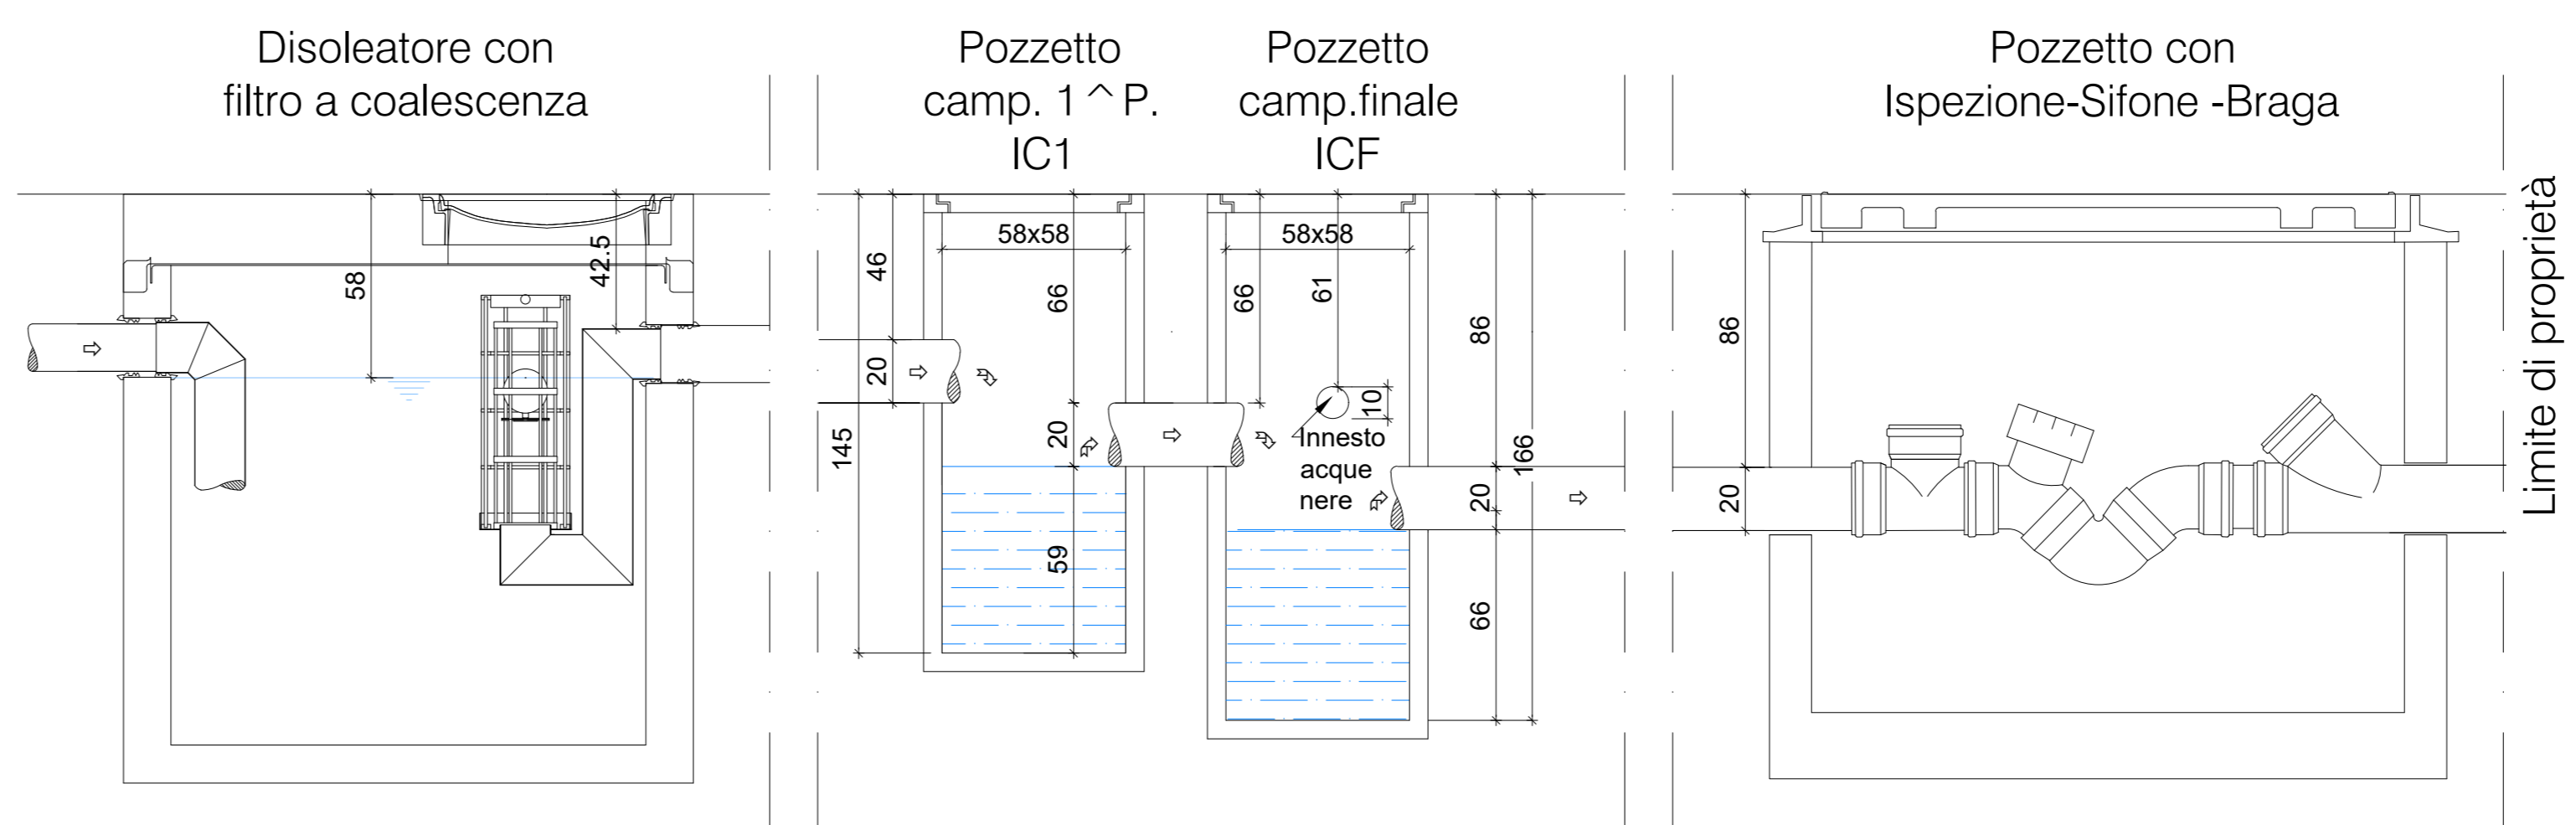 Disoleatore con
filtro a coalescenza
58
42.5
Pozzetto
camp. 1^P.
IC1
Pozzetto
camp.finale
ICF
58x58
58x58
46
20
145
66
20
59
66
61
10
Innesto
acque
nere
86
20
66
166
Pozzetto con
Ispezione-Sifone -Braga
86
20
Limite di proprietà